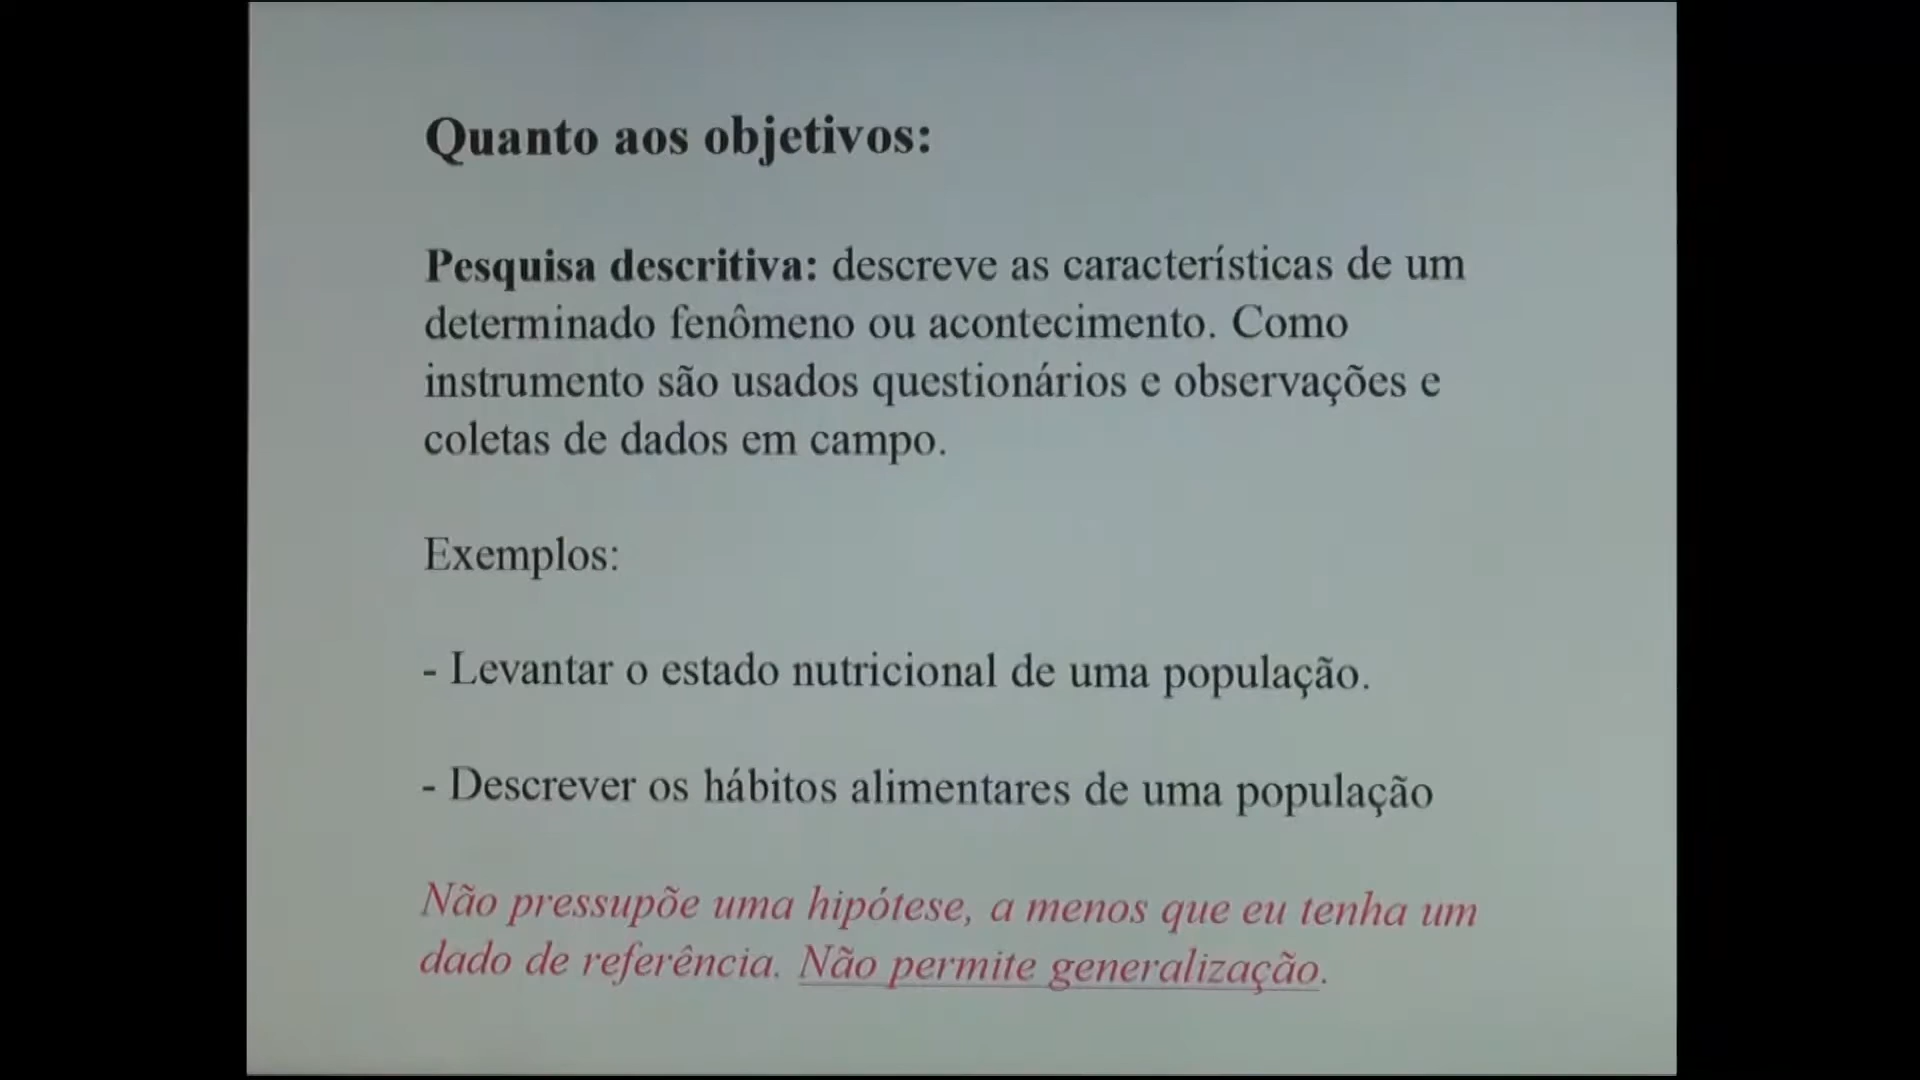 Quanto aos objetivos:
Pesquisa descritiva: descreve as características de um
determinado fenômeno ou acontecimento. Como
instrumento são usados questionários e observações e
coletas de dados em campo.
Exemplos:
- Levantar o estado nutricional de uma população.
- Descrever os hábitos alimentares de uma população
Não pressupõe uma hipótese, a menos que eu tenha um
dado de referência. Não permite generalização.